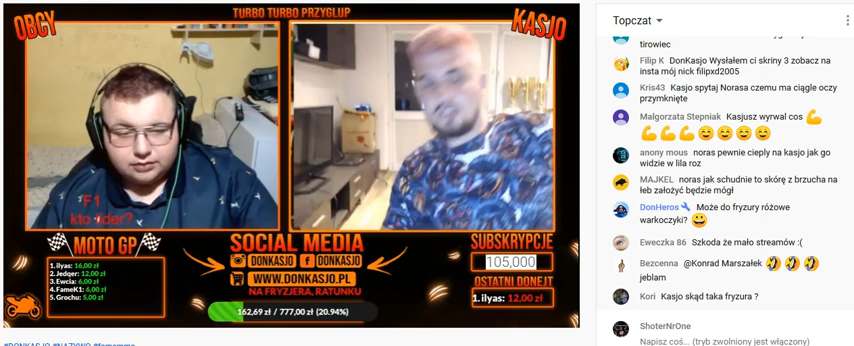 TURBO TURBO PRZYGLUP
OBCY
KASJO
F1
kto lider?
MOTO GP
1. ilyas: 16,00 zł
2. Jedqer: 12,00 zł
3. Ewcia: 6,00 zł
4. FameK1: 6,00 zł
5. Grochu: 5,00 zł
SOCIAL MEDIA
DONKASJO
DONKASJO
WWW.DONKASJO.PL
NA FRYZJERA, RATUNKU
162,69 zł / 777,00 zł (20.94%)
SUBSKRYPCJE
105,000
OSTATNI DONEJT
1. ilyas: 12,00 zł
Topczat
tirowiec
Filip K DonKasjo Wysłałem ci skriny 3 zobacz na
insta mój nick filipxd2005
Kris43 Kasjo spytaj Norasa czemu ma ciągle oczy
przymknięte
Malgorzata Stepniak Kasjusz wyrwal cos 💪
💪💪💪😊😊😊😊
anony mous noras pewnie cieply na kasjo jak go
widzie w lila roz
MAJKEL noras jak schudnie to skórę z brzucha na
łeb założyć będzie mógł
DonHeros Może do fryzury różowe
warkoczyki? 😀
Eweczka 86 Szkoda że mało streamów :(
Bezcenna @Konrad Marszałek 🤣🤣🤣
jeblam
Kori Kasjo skąd taka fryzura ?
ShoterNrOne
Napisz coś... (tryb zwolniony jest włączony)
#DONKASJO #NAZYWO #famemma